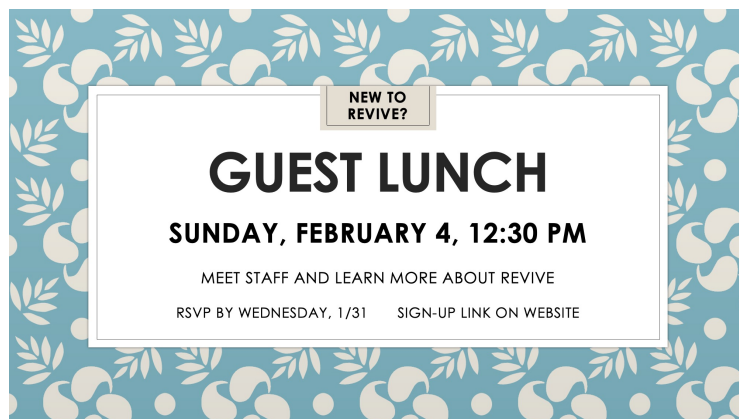 NEW TO
REVIVE?
GUEST LUNCH
SUNDAY, FEBRUARY 4, 12:30 PM
MEET STAFF AND LEARN MORE ABOUT REVIVE
RSVP BY WEDNESDAY, 1/31 SIGN-UP LINK ON WEBSITE